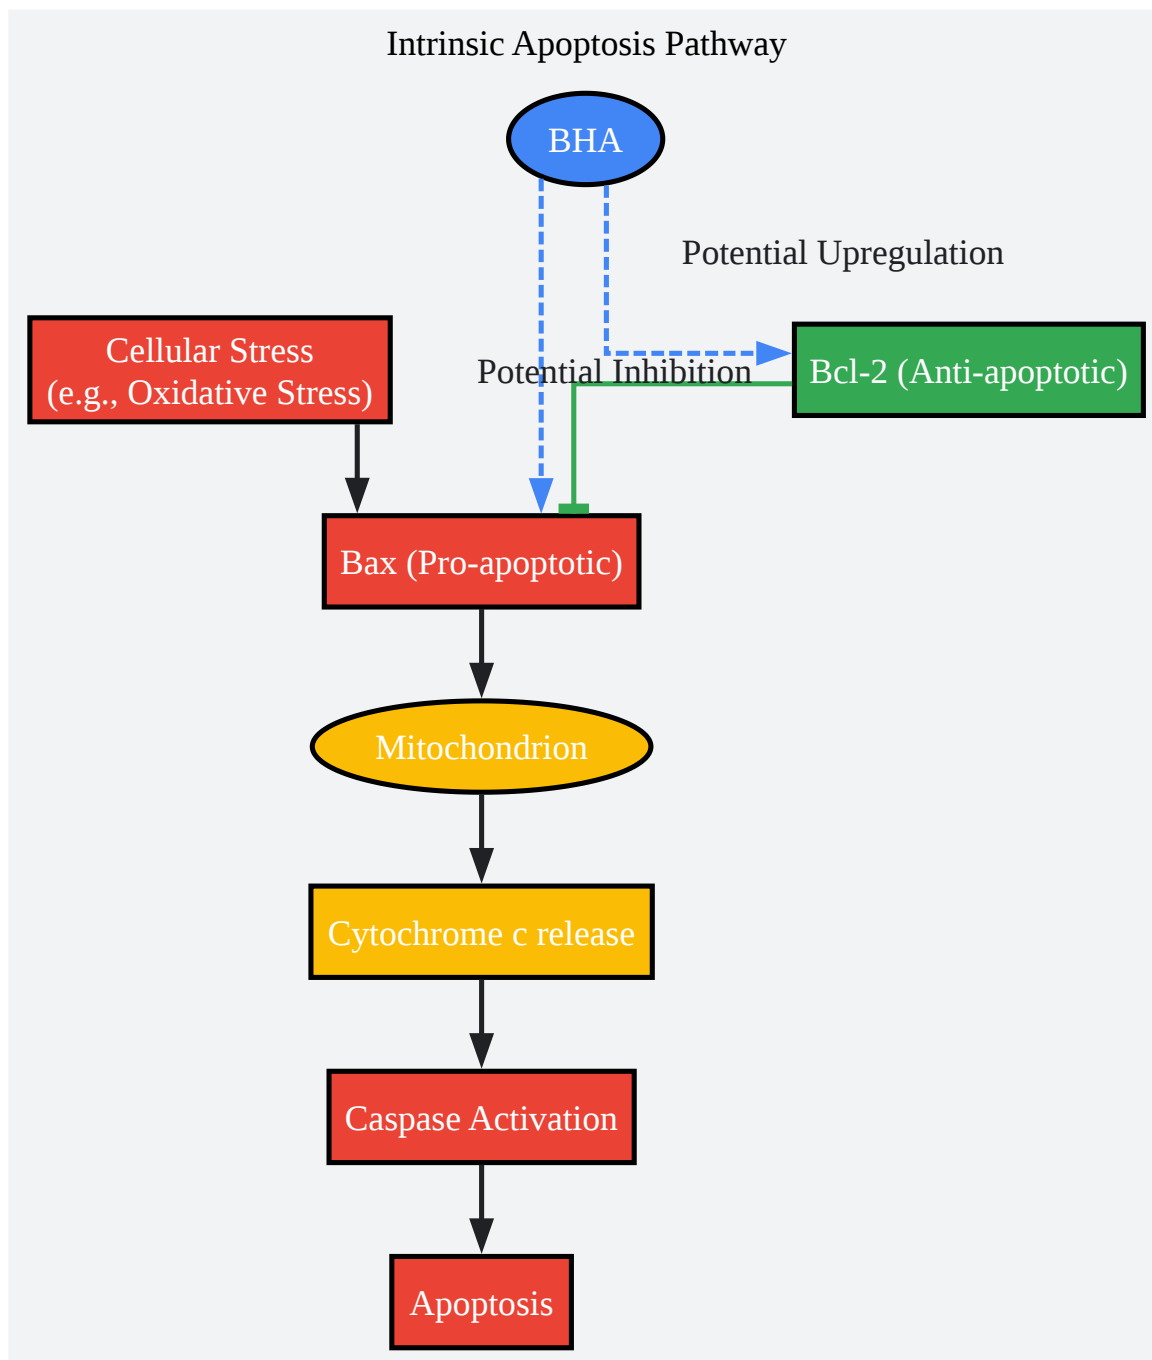 Intrinsic Apoptosis Pathway
BHA
Potential Upregulation
Cellular Stress
(e.g., Oxidative Stress)
Potential Inhibition
Bcl-2 (Anti-apoptotic)
Bax (Pro-apoptotic)
Mitochondrion
Cytochrome c release
Caspase Activation
Apoptosis